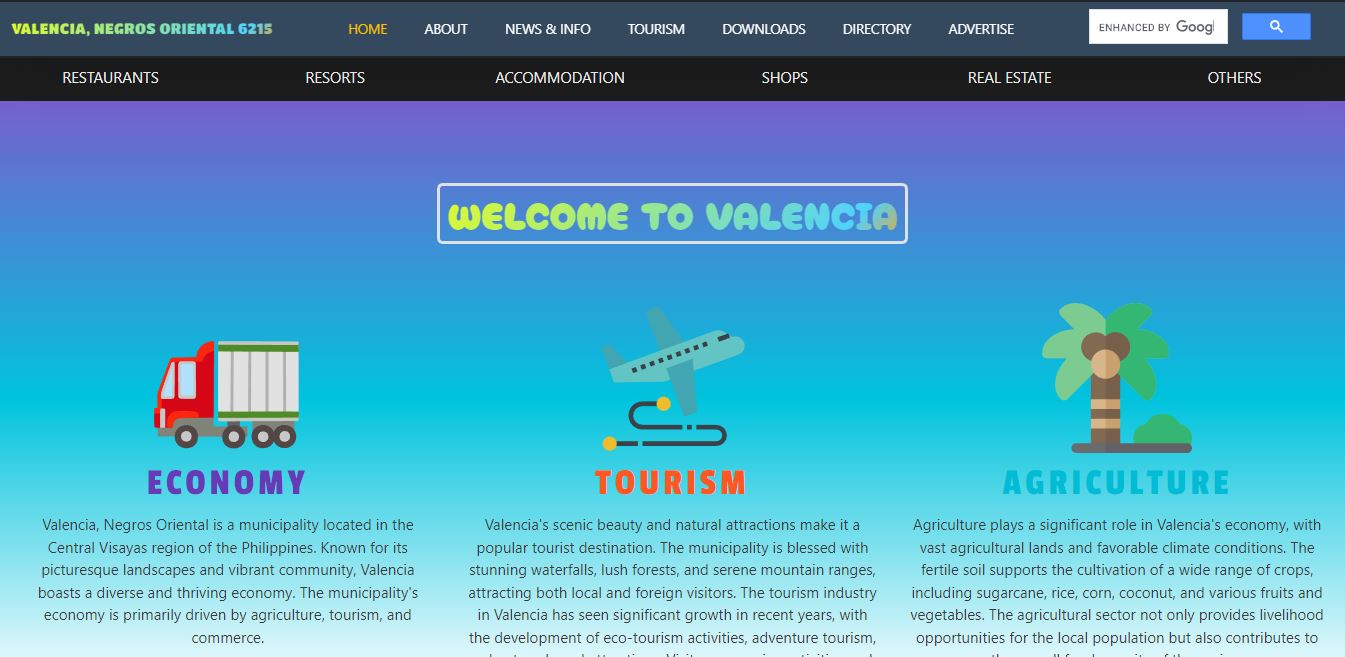 VALENCIA, NEGROS ORIENTAL 6215
HOME ABOUT NEWS & INFO TOURISM DOWNLOADS DIRECTORY ADVERTISE
ENHANCED BY Googl
RESTAURANTS RESORTS ACCOMMODATION SHOPS REAL ESTATE OTHERS
WELCOME TO VALENCIA
ECONOMY
Valencia, Negros Oriental is a municipality located in the
Central Visayas region of the Philippines. Known for its
picturesque landscapes and vibrant community, Valencia
boasts a diverse and thriving economy. The municipality's
economy is primarily driven by agriculture, tourism, and
commerce.
TOURISM
Valencia's scenic beauty and natural attractions make it a
popular tourist destination. The municipality is blessed with
stunning waterfalls, lush forests, and serene mountain ranges,
attracting both local and foreign visitors. The tourism industry
in Valencia has seen significant growth in recent years, with
the development of eco-tourism activities, adventure tourism,
AGRICULTURE
Agriculture plays a significant role in Valencia's economy, with
vast agricultural lands and favorable climate conditions. The
fertile soil supports the cultivation of a wide range of crops,
including sugarcane, rice, corn, coconut, and various fruits and
vegetables. The agricultural sector not only provides livelihood
opportunities for the local population but also contributes to